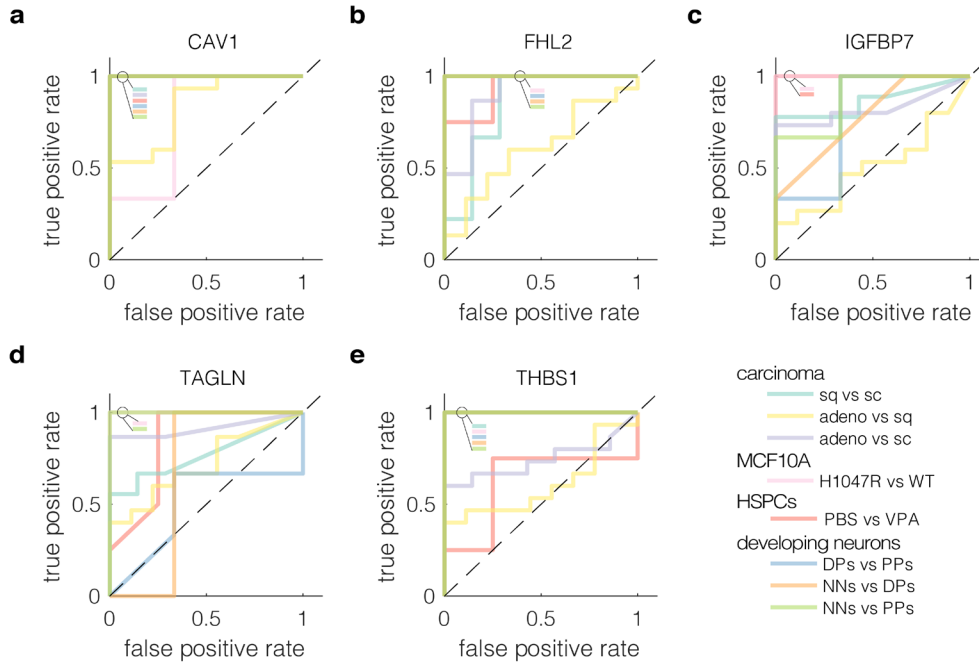 a
CAV1
true positive rate
1
0.5
0
0
0.5
1
false positive rate
b
FHL2
true positive rate
1
0.5
0
0
0.5
1
false positive rate
c
IGFBP7
true positive rate
1
0.5
0
0
0.5
1
false positive rate
d
TAGLN
true positive rate
1
0.5
0
0
0.5
1
false positive rate
e
THBS1
true positive rate
1
0.5
0
0
0.5
1
false positive rate
carcinoma
sq vs sc
adeno vs sq
adeno vs sc
MCF10A
H1047R vs WT
HSPCs
PBS vs VPA
developing neurons
DPs vs PPs
NNs vs DPs
NNs vs PPs